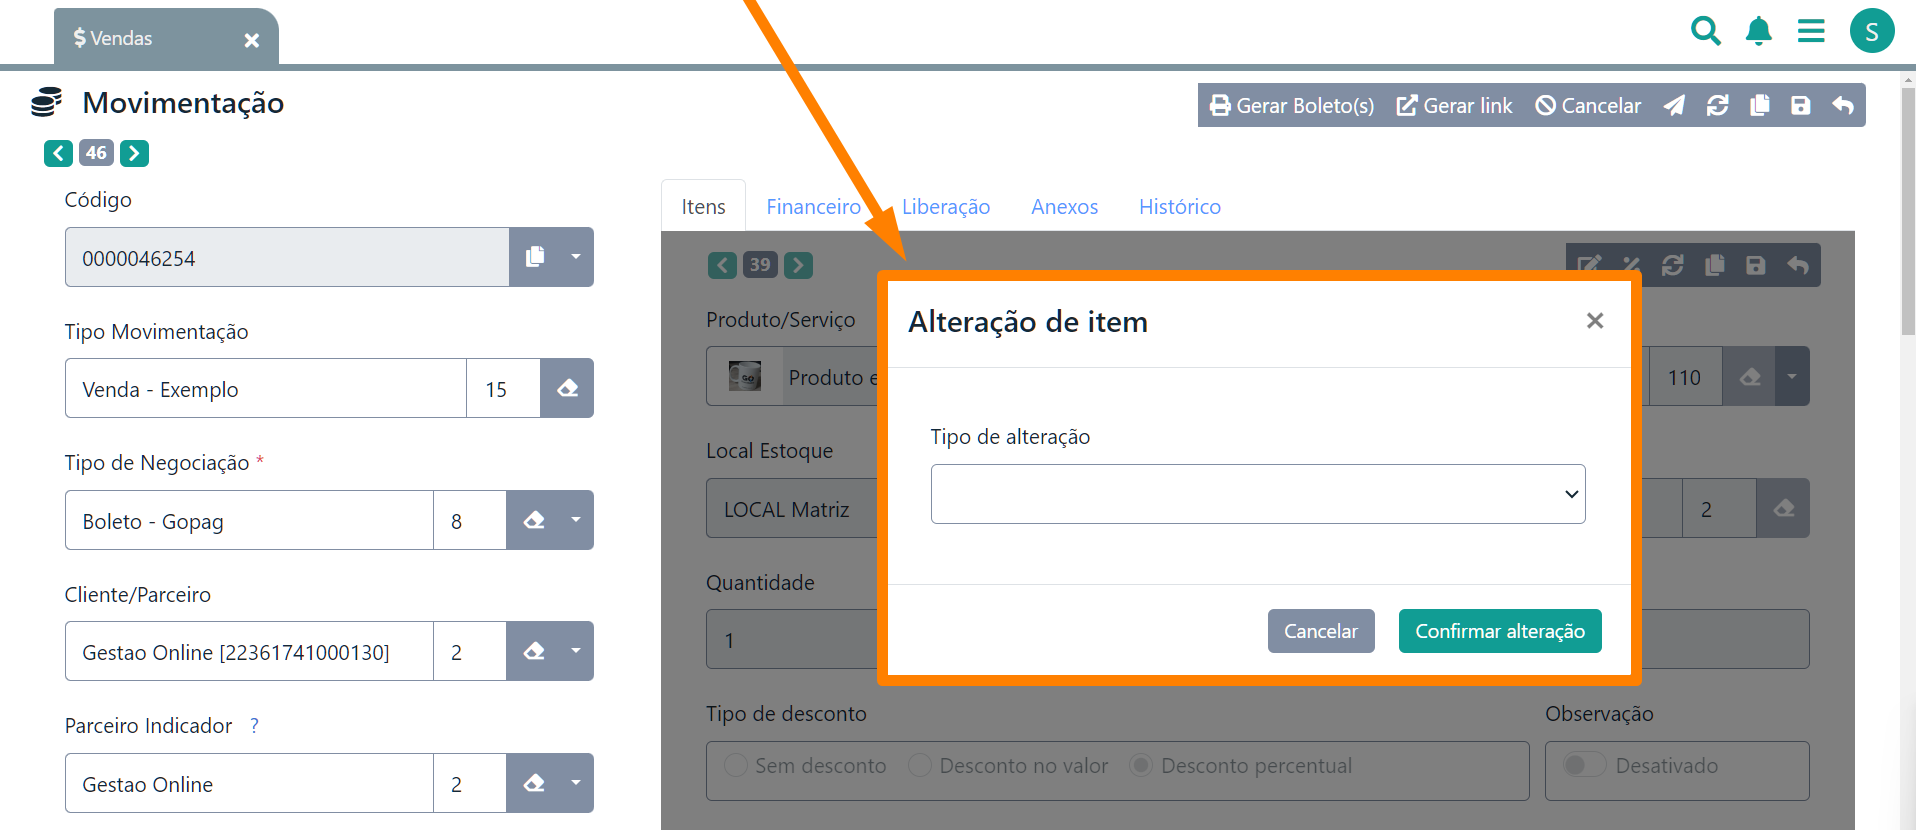 $ Vendas ×
S
Movimentação
Gerar Boleto(s) Gerar link Cancelar
46
Código
0000046254
Tipo Movimentação
Venda - Exemplo 15
Tipo de Negociação *
Boleto - Gopag 8
Cliente/Parceiro
Gestao Online [22361741000130] 2
Parceiro Indicador ?
Gestao Online 2
Itens Financeiro Liberação Anexos Histórico
39
Produto/Serviço
GO
Produto e
110
Local Estoque
LOCAL Matriz
2
Quantidade
1
Tipo de desconto
Sem desconto Desconto no valor Desconto percentual
Observação
Desativado
Alteração de item ×
Tipo de alteração
Cancelar Confirmar alteração